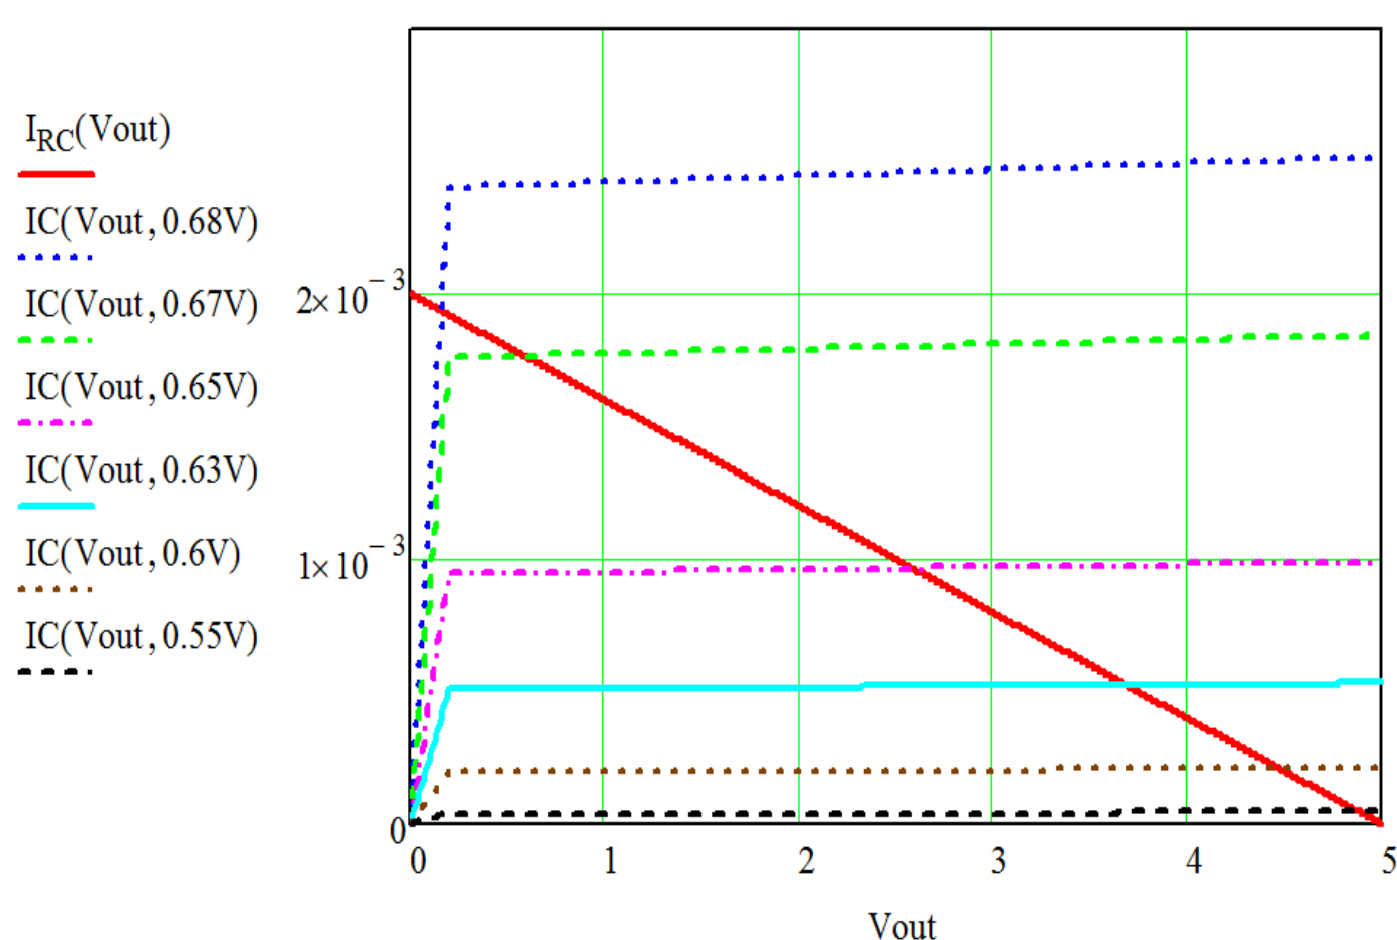 I_RC(Vout)
IC(Vout, 0.68V)
IC(Vout, 0.67V)
IC(Vout, 0.65V)
IC(Vout, 0.63V)
IC(Vout, 0.6V)
IC(Vout, 0.55V)
2×10⁻³
1×10⁻³
0
0 1 2 3 4 5
Vout